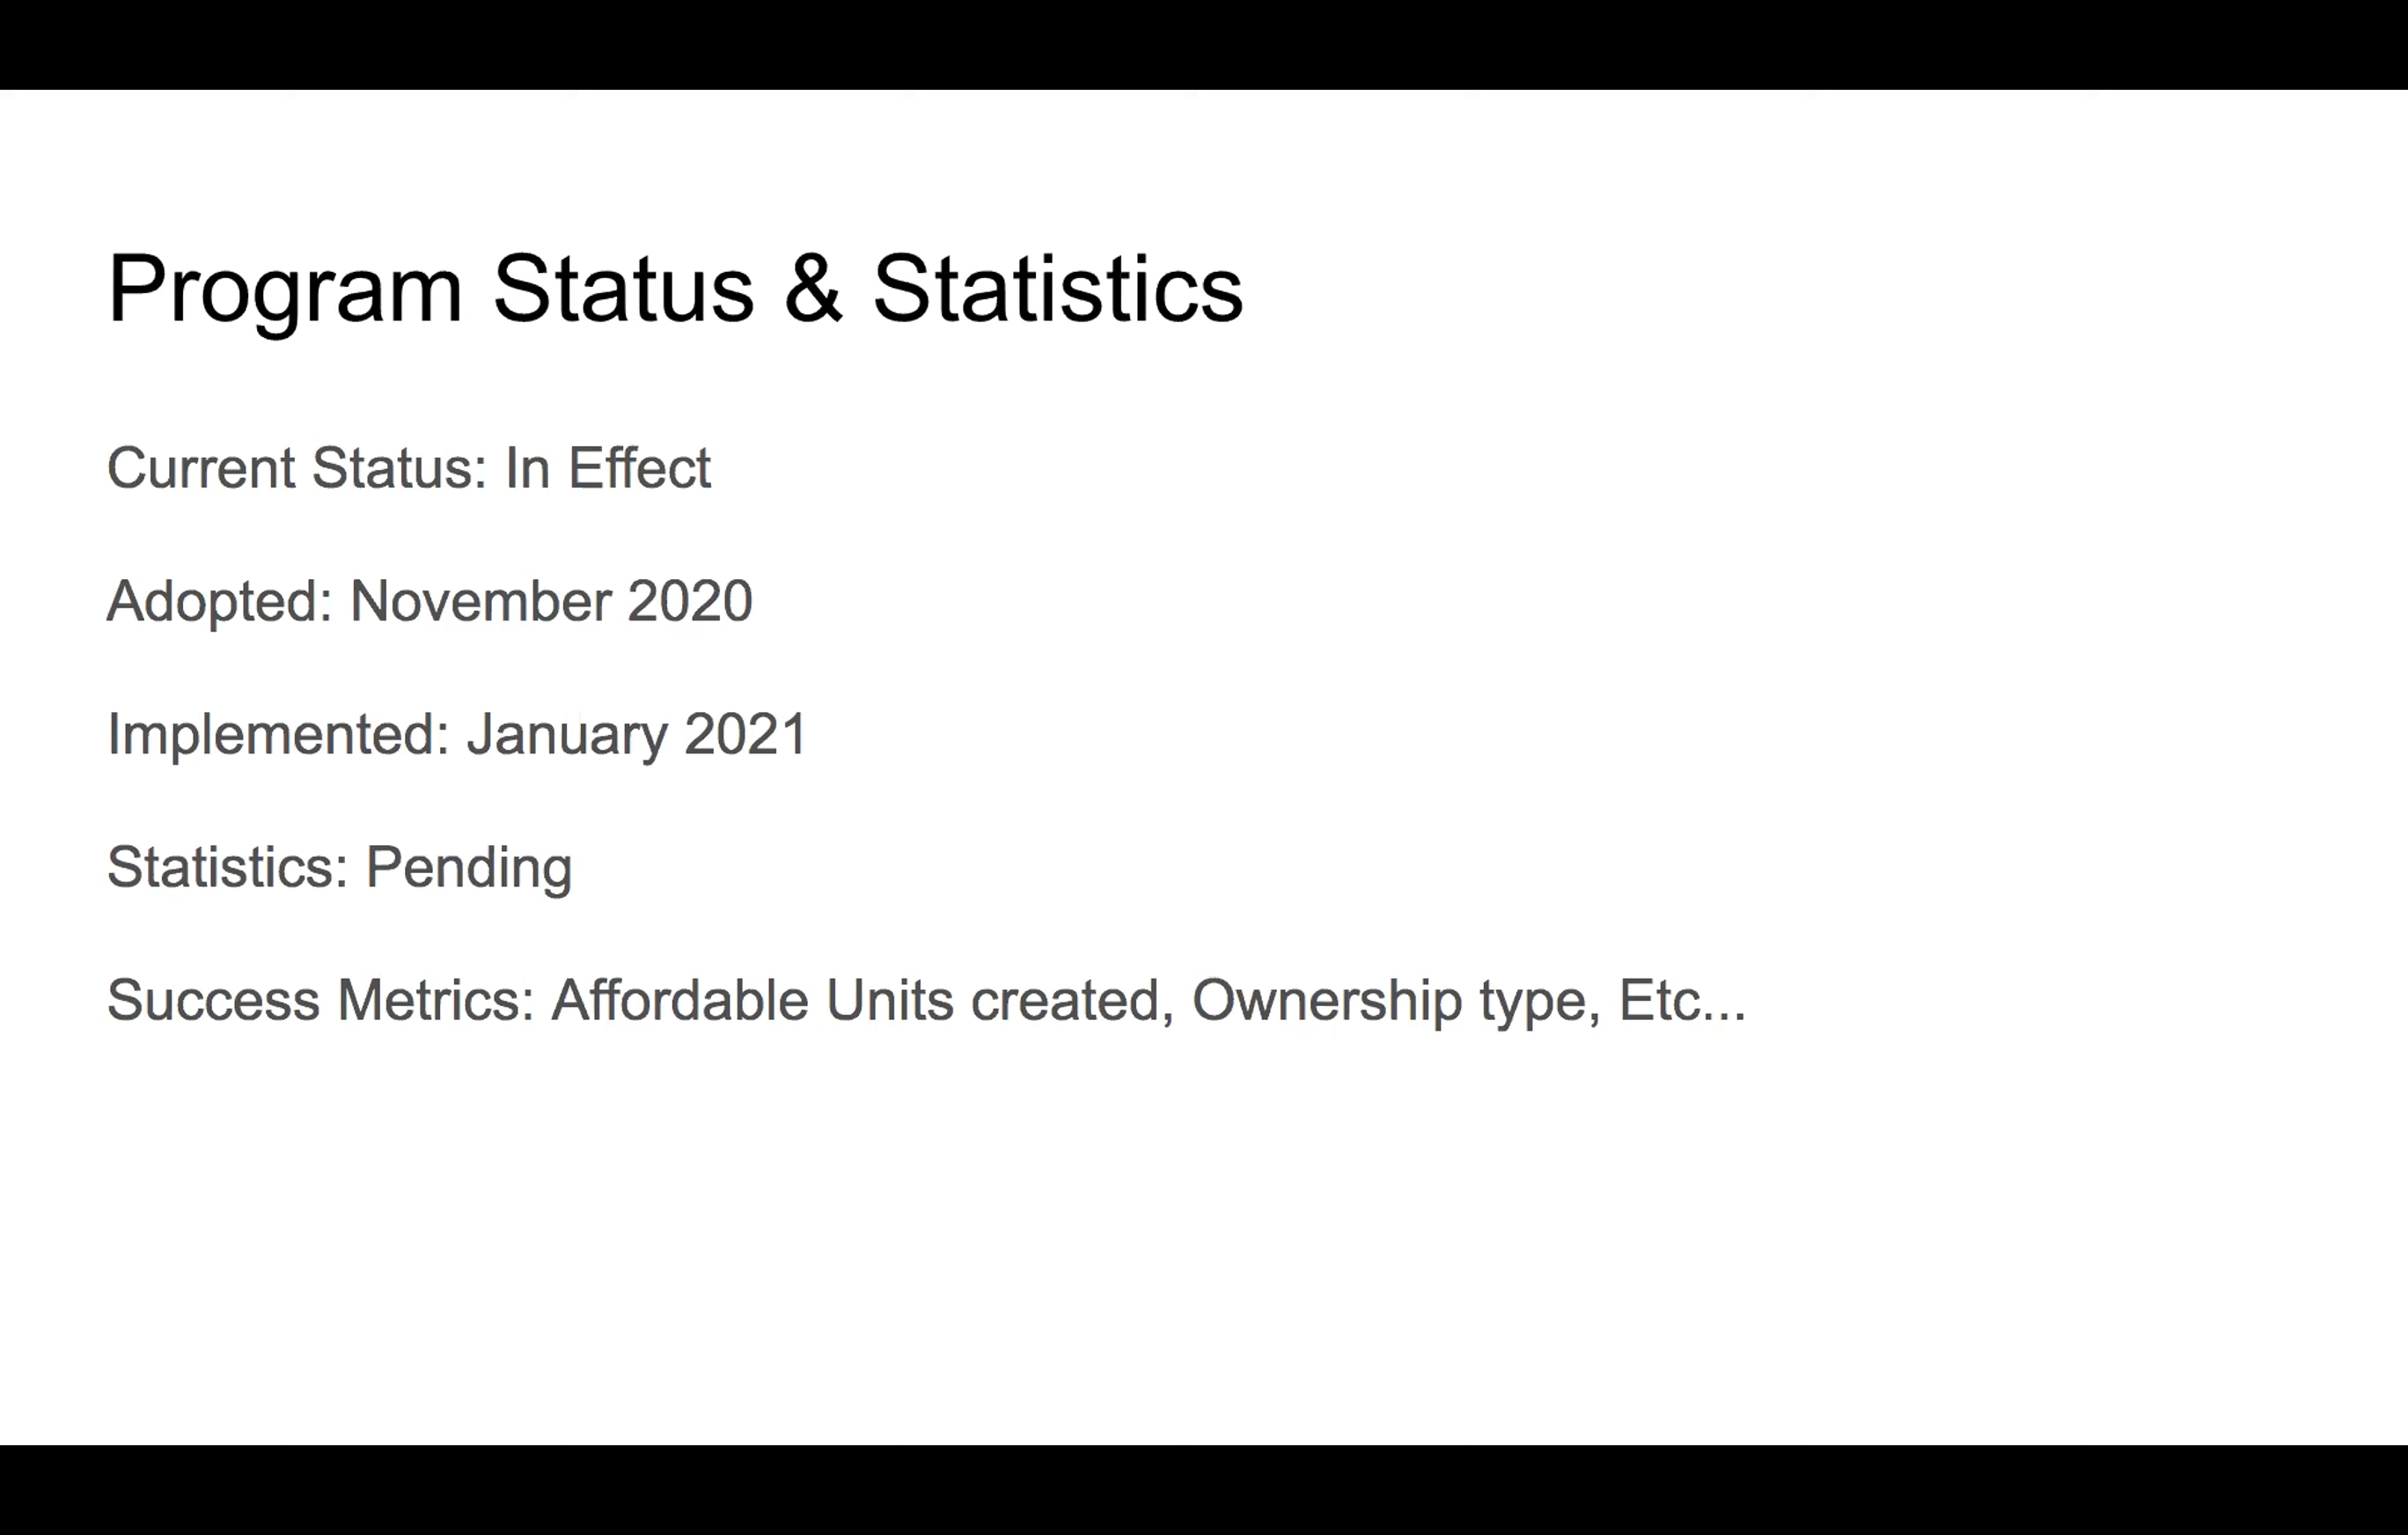 Program Status & Statistics
Current Status: In Effect
Adopted: November 2020
Implemented: January 2021
Statistics: Pending
Success Metrics: Affordable Units created, Ownership type, Etc...